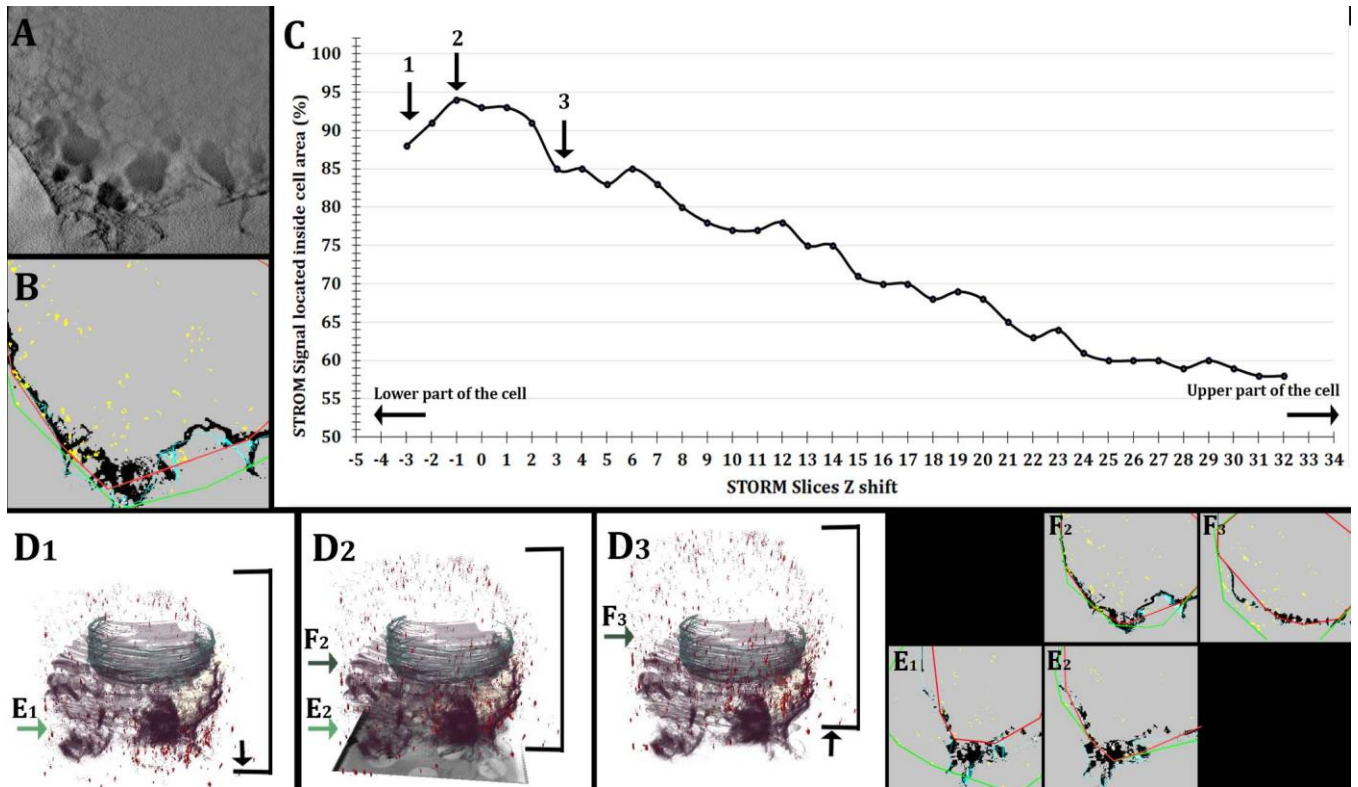 A
B
C
STROM Signal located inside cell area (%)
100
95
90
85
80
75
70
65
60
55
50
1
2
3
Lower part of the cell
Upper part of the cell
-5 -4 -3 -2 -1 0 1 2 3 4 5 6 7 8 9 10 11 12 13 14 15 16 17 18 19 20 21 22 23 24 25 26 27 28 29 30 31 32 33 34
STORM Slices Z shift
D1
E1
D2
F2
E2
D3
F3
F2
F3
E1
E2